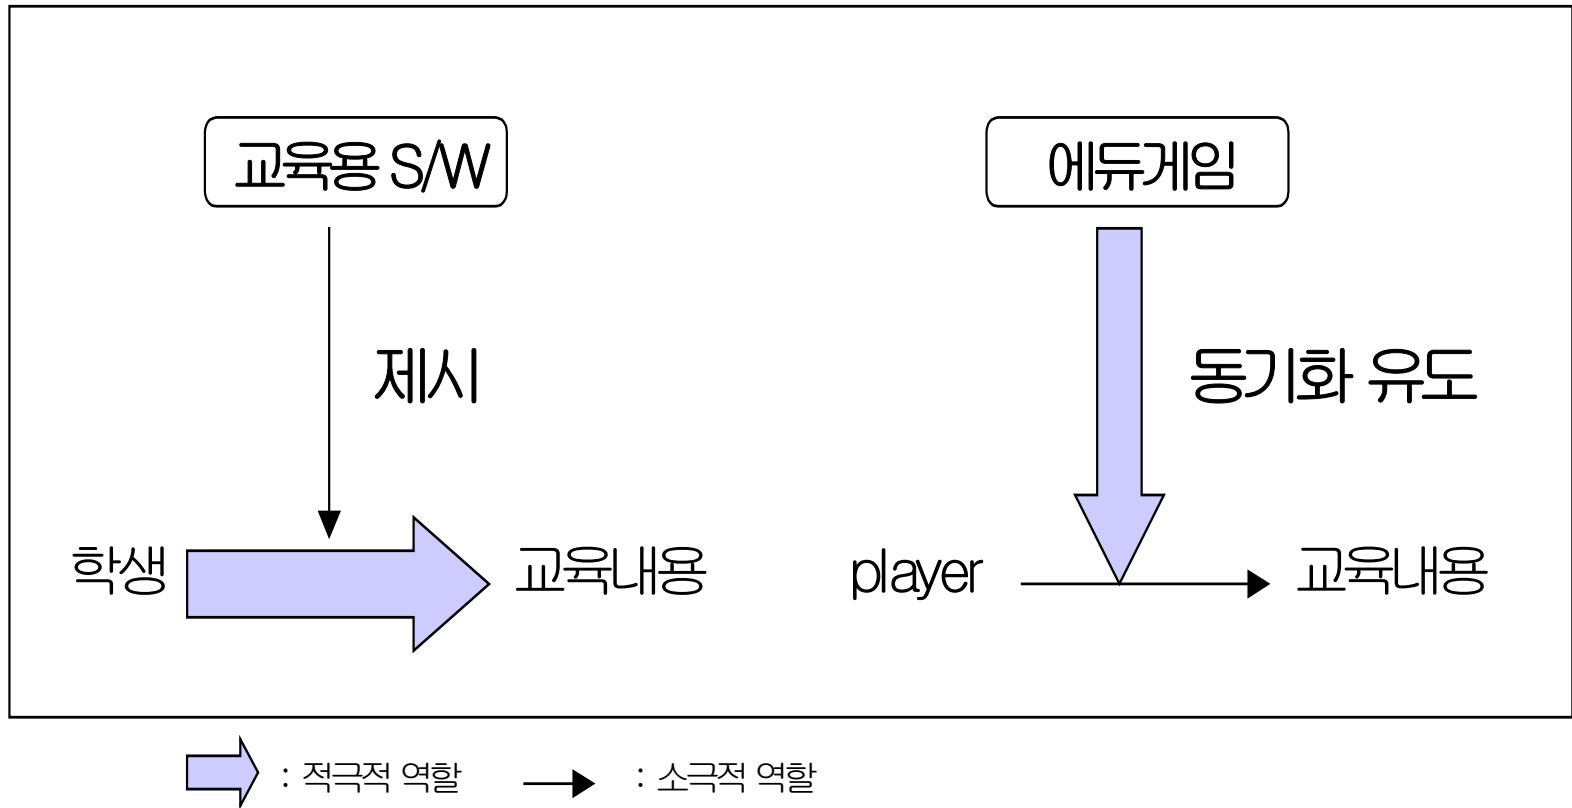 교육용 S/W
에듀게임
제시
동기화 유도
학생
교육내용
player
교육내용
: 적극적 역할
: 소극적 역할